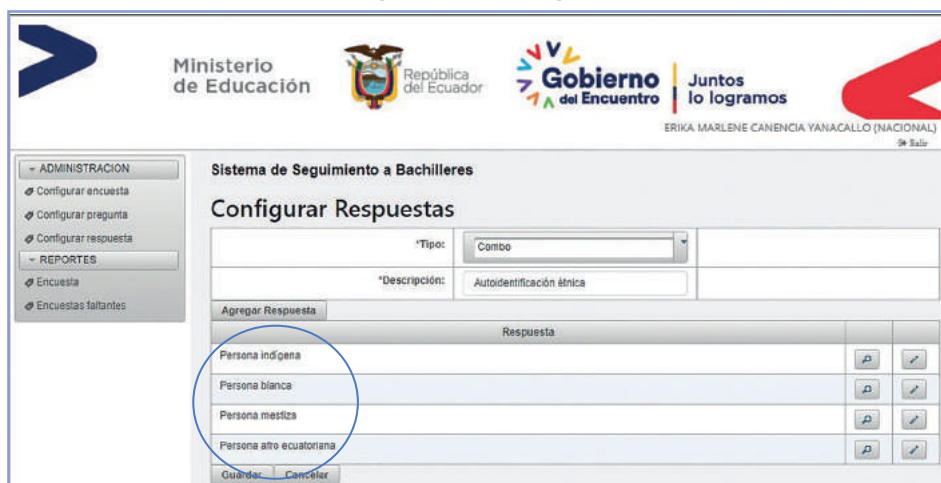 Ministerio
de Educación
República
del Ecuador
Gobierno
del Encuentro
Juntos
lo logramos
ERIKA MARLENE CANENCIA YANACALLO (NACIONAL)
Salir
ADMINISTRACION
Configurar encuesta
Configurar pregunta
Configurar respuesta
REPORTES
Encuesta
Encuestas faltantes
Sistema de Seguimiento a Bachilleres
Configurar Respuestas
*Tipo: Combo
*Descripción: Autoidentificación étnica
Agregar Respuesta
Respuesta
Persona indígena
Persona blanca
Persona mestiza
Persona afro ecuatoriana
Guardar Cancelar